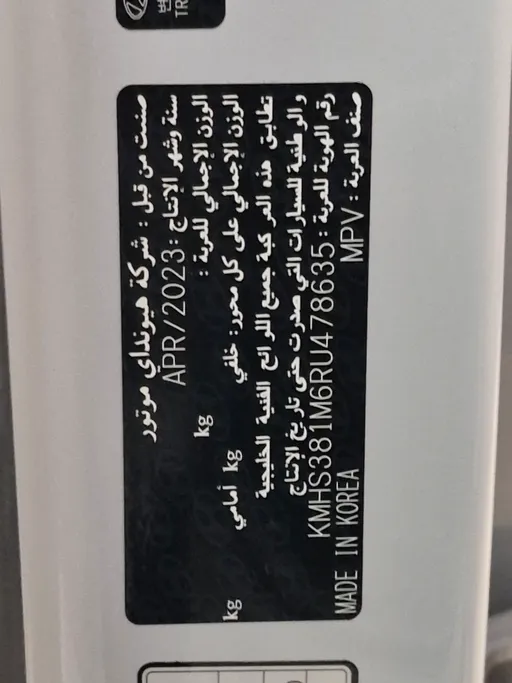 صنعت من قبل : شركة هيونداي موتور
سنة وشهر الإنتاج : APR/2023
الوزن الإجمالي للعربة : kg
الوزن الإجمالي على كل محور : خلفي kg أمامي kg
تطابق هذه المركبة جميع اللوائح الفنية الخليجية
والوطنية للسيارات التي صدرت حتى تاريخ الإنتاج
رقم الهوية للعربة : KMHS381M6RU478635
صنف العربة : MPV MADE IN KOREA